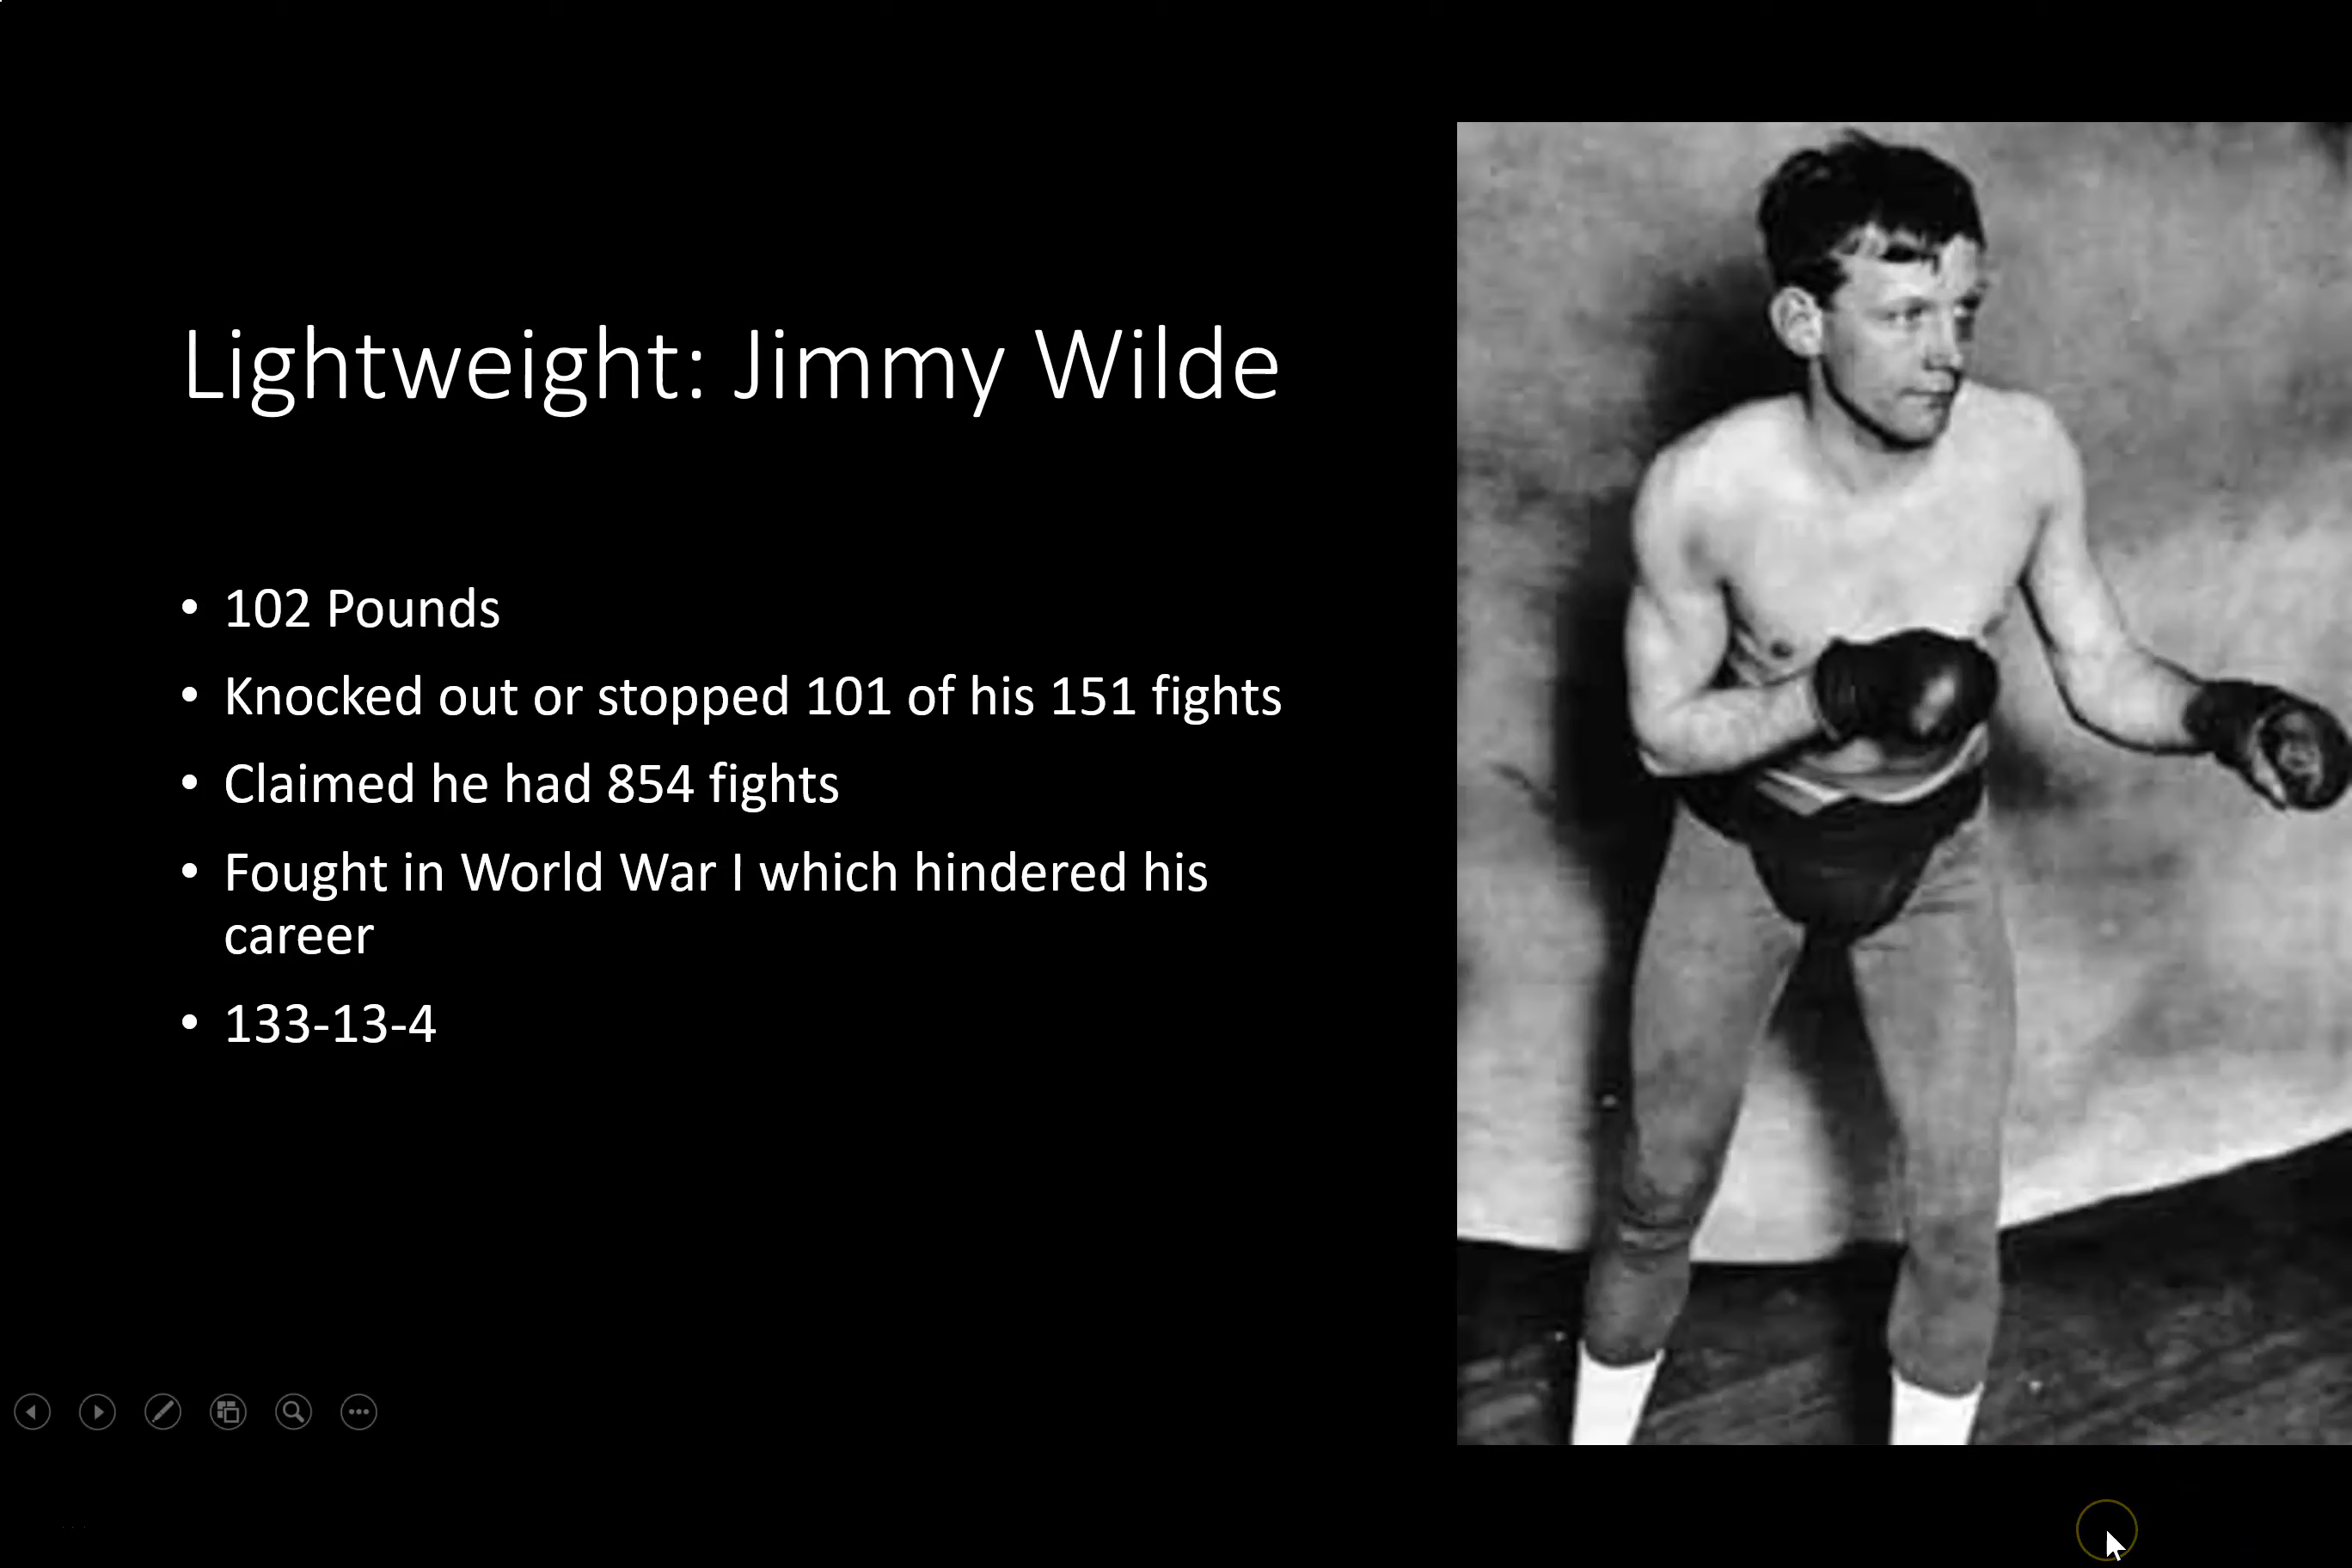 Lightweight: Jimmy Wilde
• 102 Pounds
• Knocked out or stopped 101 of his 151 fights
• Claimed he had 854 fights
• Fought in World War I which hindered his
career
• 133-13-4